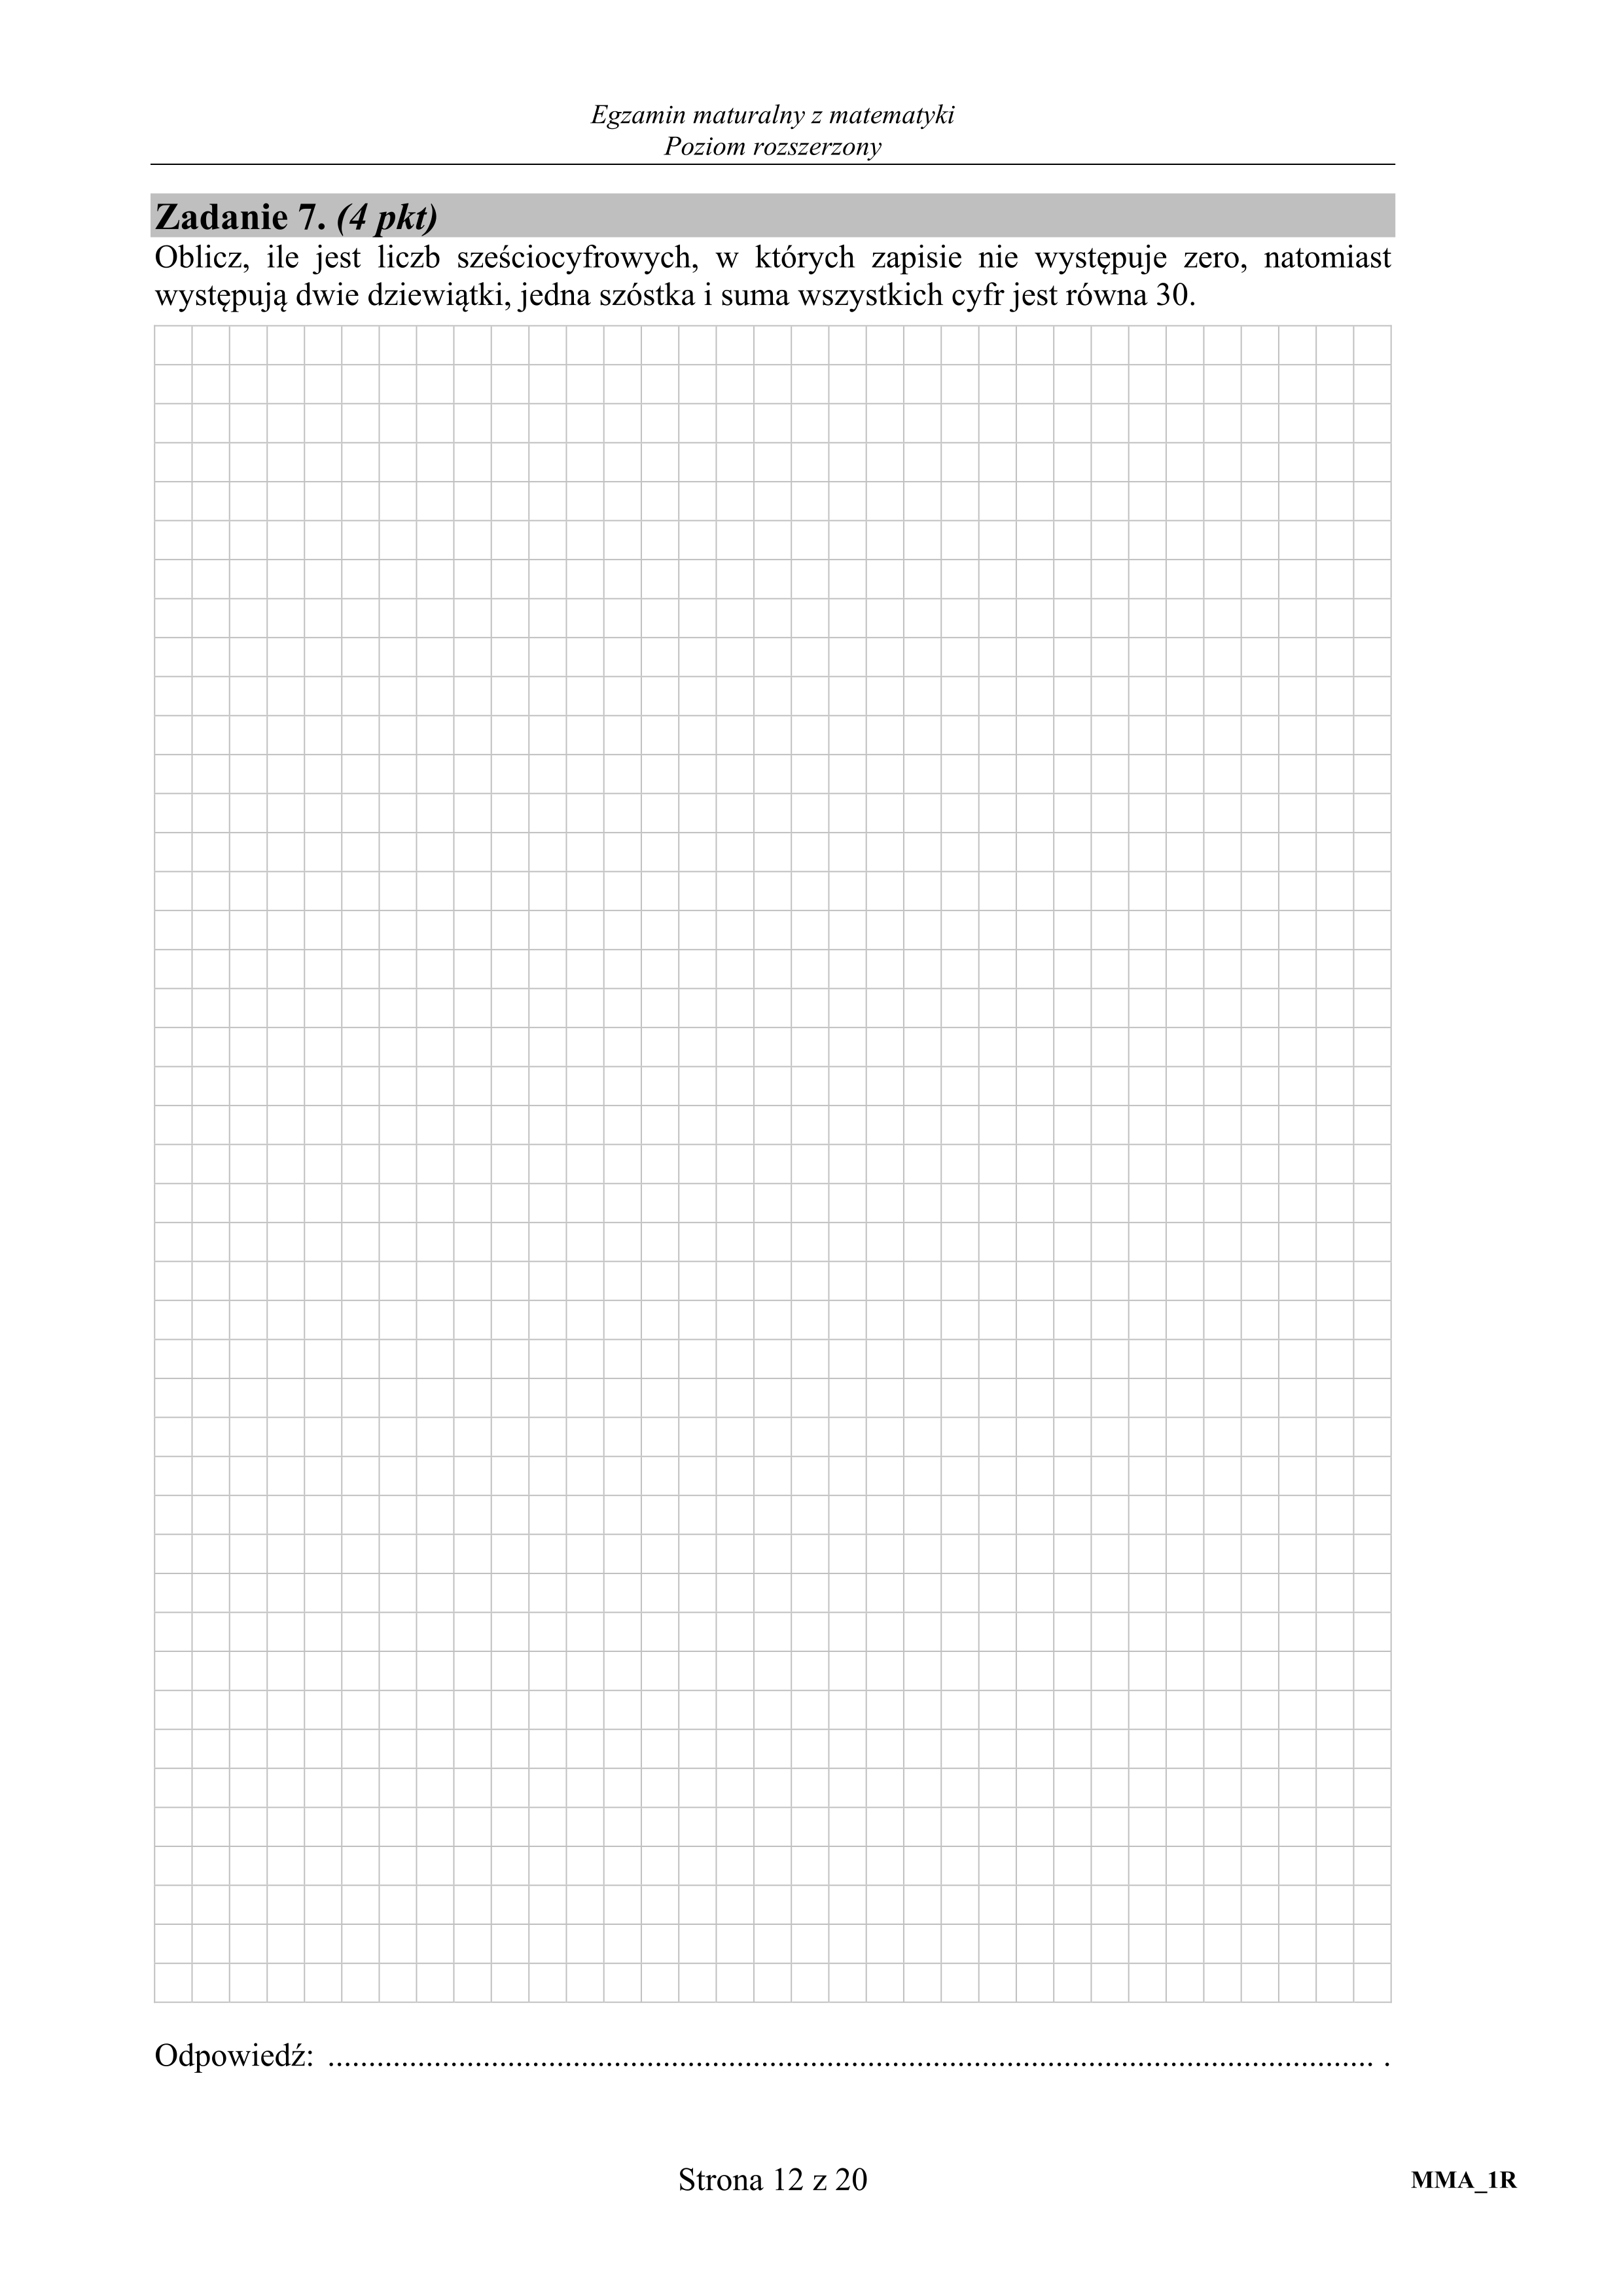 Egzamin maturalny z matematyki
Poziom rozszerzony
Zadanie 7. (4 pkt)
Oblicz, ile jest liczb sześciocyfrowych, w których zapisie nie występuje zero, natomiast
występują dwie dziewiątki, jedna szóstka i suma wszystkich cyfr jest równa 30.
Odpowiedź: ................................................................................................................................ .
Strona 12 z 20
MMA_1R